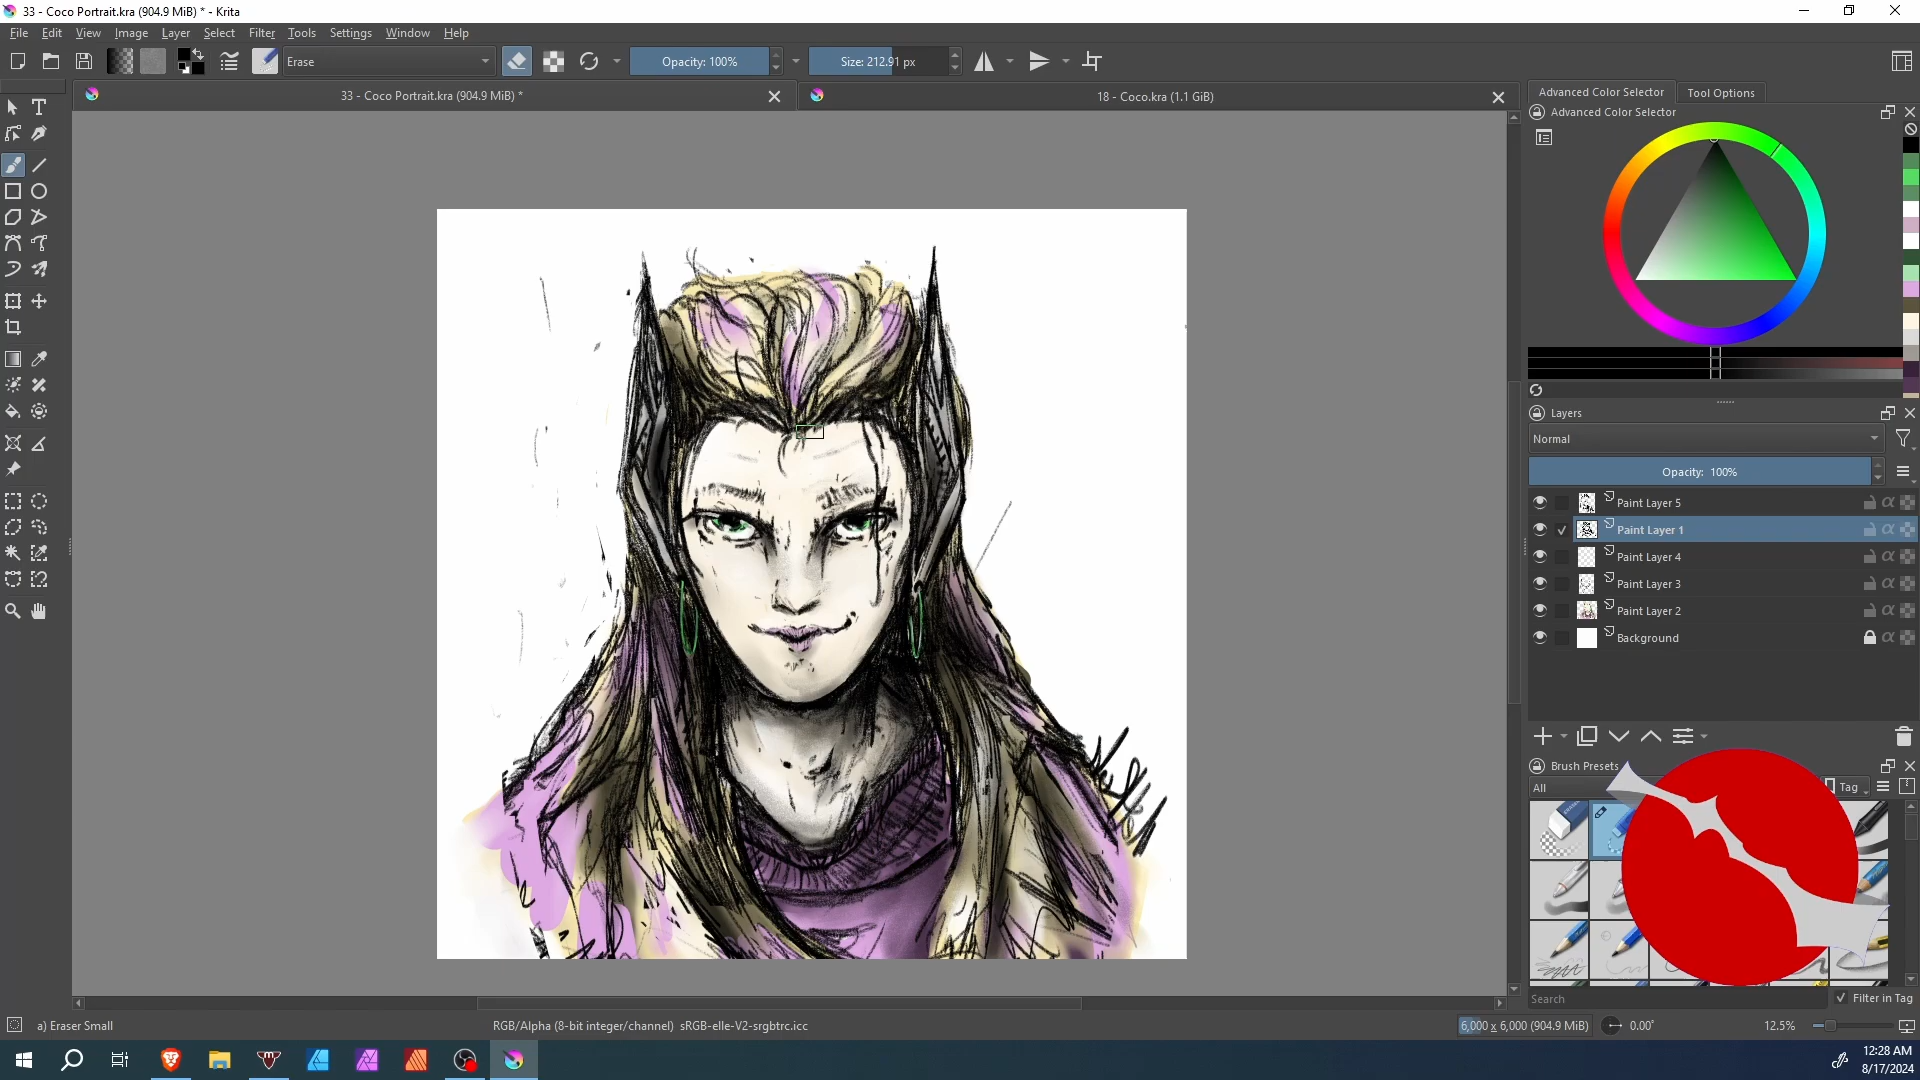 33 - Coco Portrait.kra (904.9 MiB) * - Krita
File Edit View Image Layer Select Filter Tools Settings Window Help
Erase
Opacity: 100%
Size: 212.91 px
33 - Coco Portrait.kra (904.9 MiB) *
18 - Coco.kra (1.1 GiB)
Advanced Color Selector
Tool Options
Advanced Color Selector
Layers
Normal
Opacity: 100%
Paint Layer 5
Paint Layer 1
Paint Layer 4
Paint Layer 3
Paint Layer 2
Background
Brush Presets
All
Tag
Search
Filter in Tag
a) Eraser Small
RGB/Alpha (8-bit integer/channel) sRGB-elle-V2-srgbtrc.icc
6,000 x 6,000 (904.9 MiB)
0.00°
12.5%
12:28 AM
8/17/2024